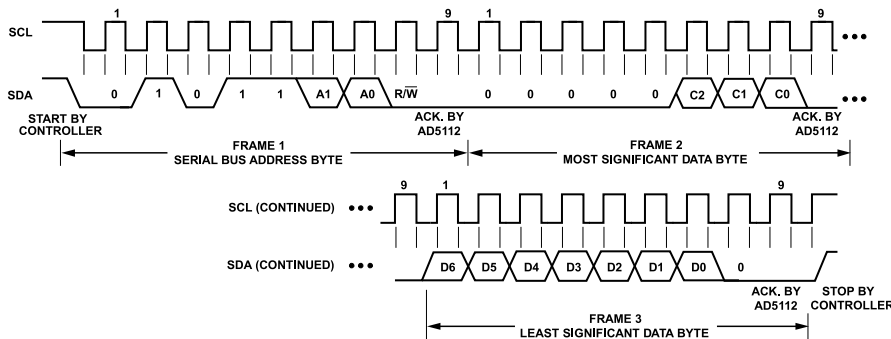 1 9 1 9
SCL
SDA 0 1 0 1 1 A1 A0 R/W 0 0 0 0 0 C2 C1 C0
START BY
CONTROLLER
ACK. BY
AD5112
ACK. BY
AD5112
FRAME 1
SERIAL BUS ADDRESS BYTE
FRAME 2
MOST SIGNIFICANT DATA BYTE
9 1 9
SCL (CONTINUED)
SDA (CONTINUED) D6 D5 D4 D3 D2 D1 D0 0
ACK. BY
AD5112
STOP BY
CONTROLLER
FRAME 3
LEAST SIGNIFICANT DATA BYTE